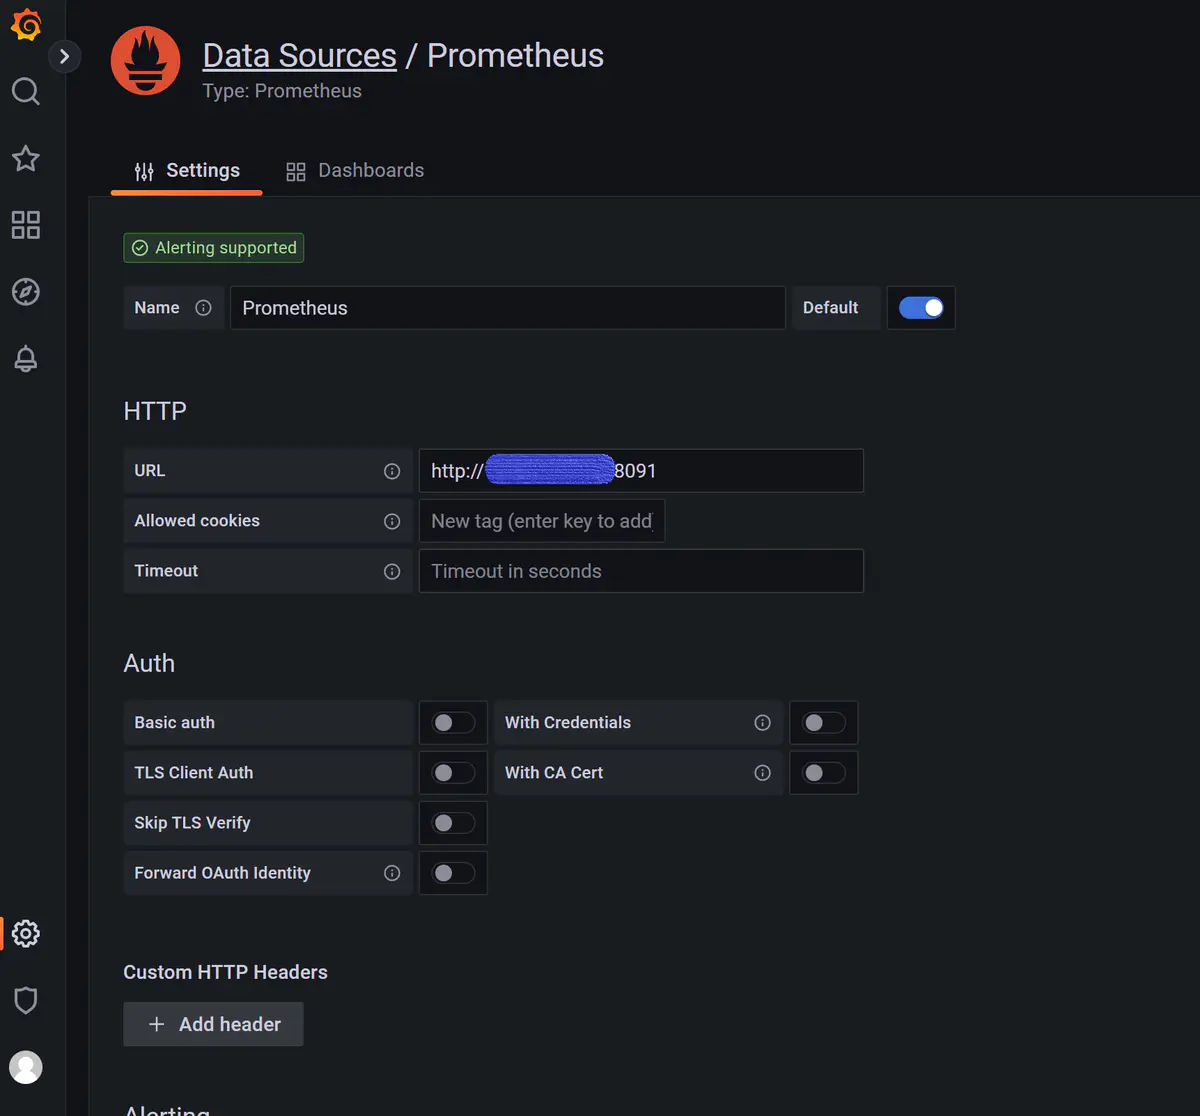 Data Sources / Prometheus
Type: Prometheus
Settings Dashboards
Alerting supported
Name Prometheus Default
HTTP
URL http:// 8091
Allowed cookies New tag (enter key to add)
Timeout Timeout in seconds
Auth
Basic auth With Credentials
TLS Client Auth With CA Cert
Skip TLS Verify
Forward OAuth Identity
Custom HTTP Headers
+ Add header
Alerting